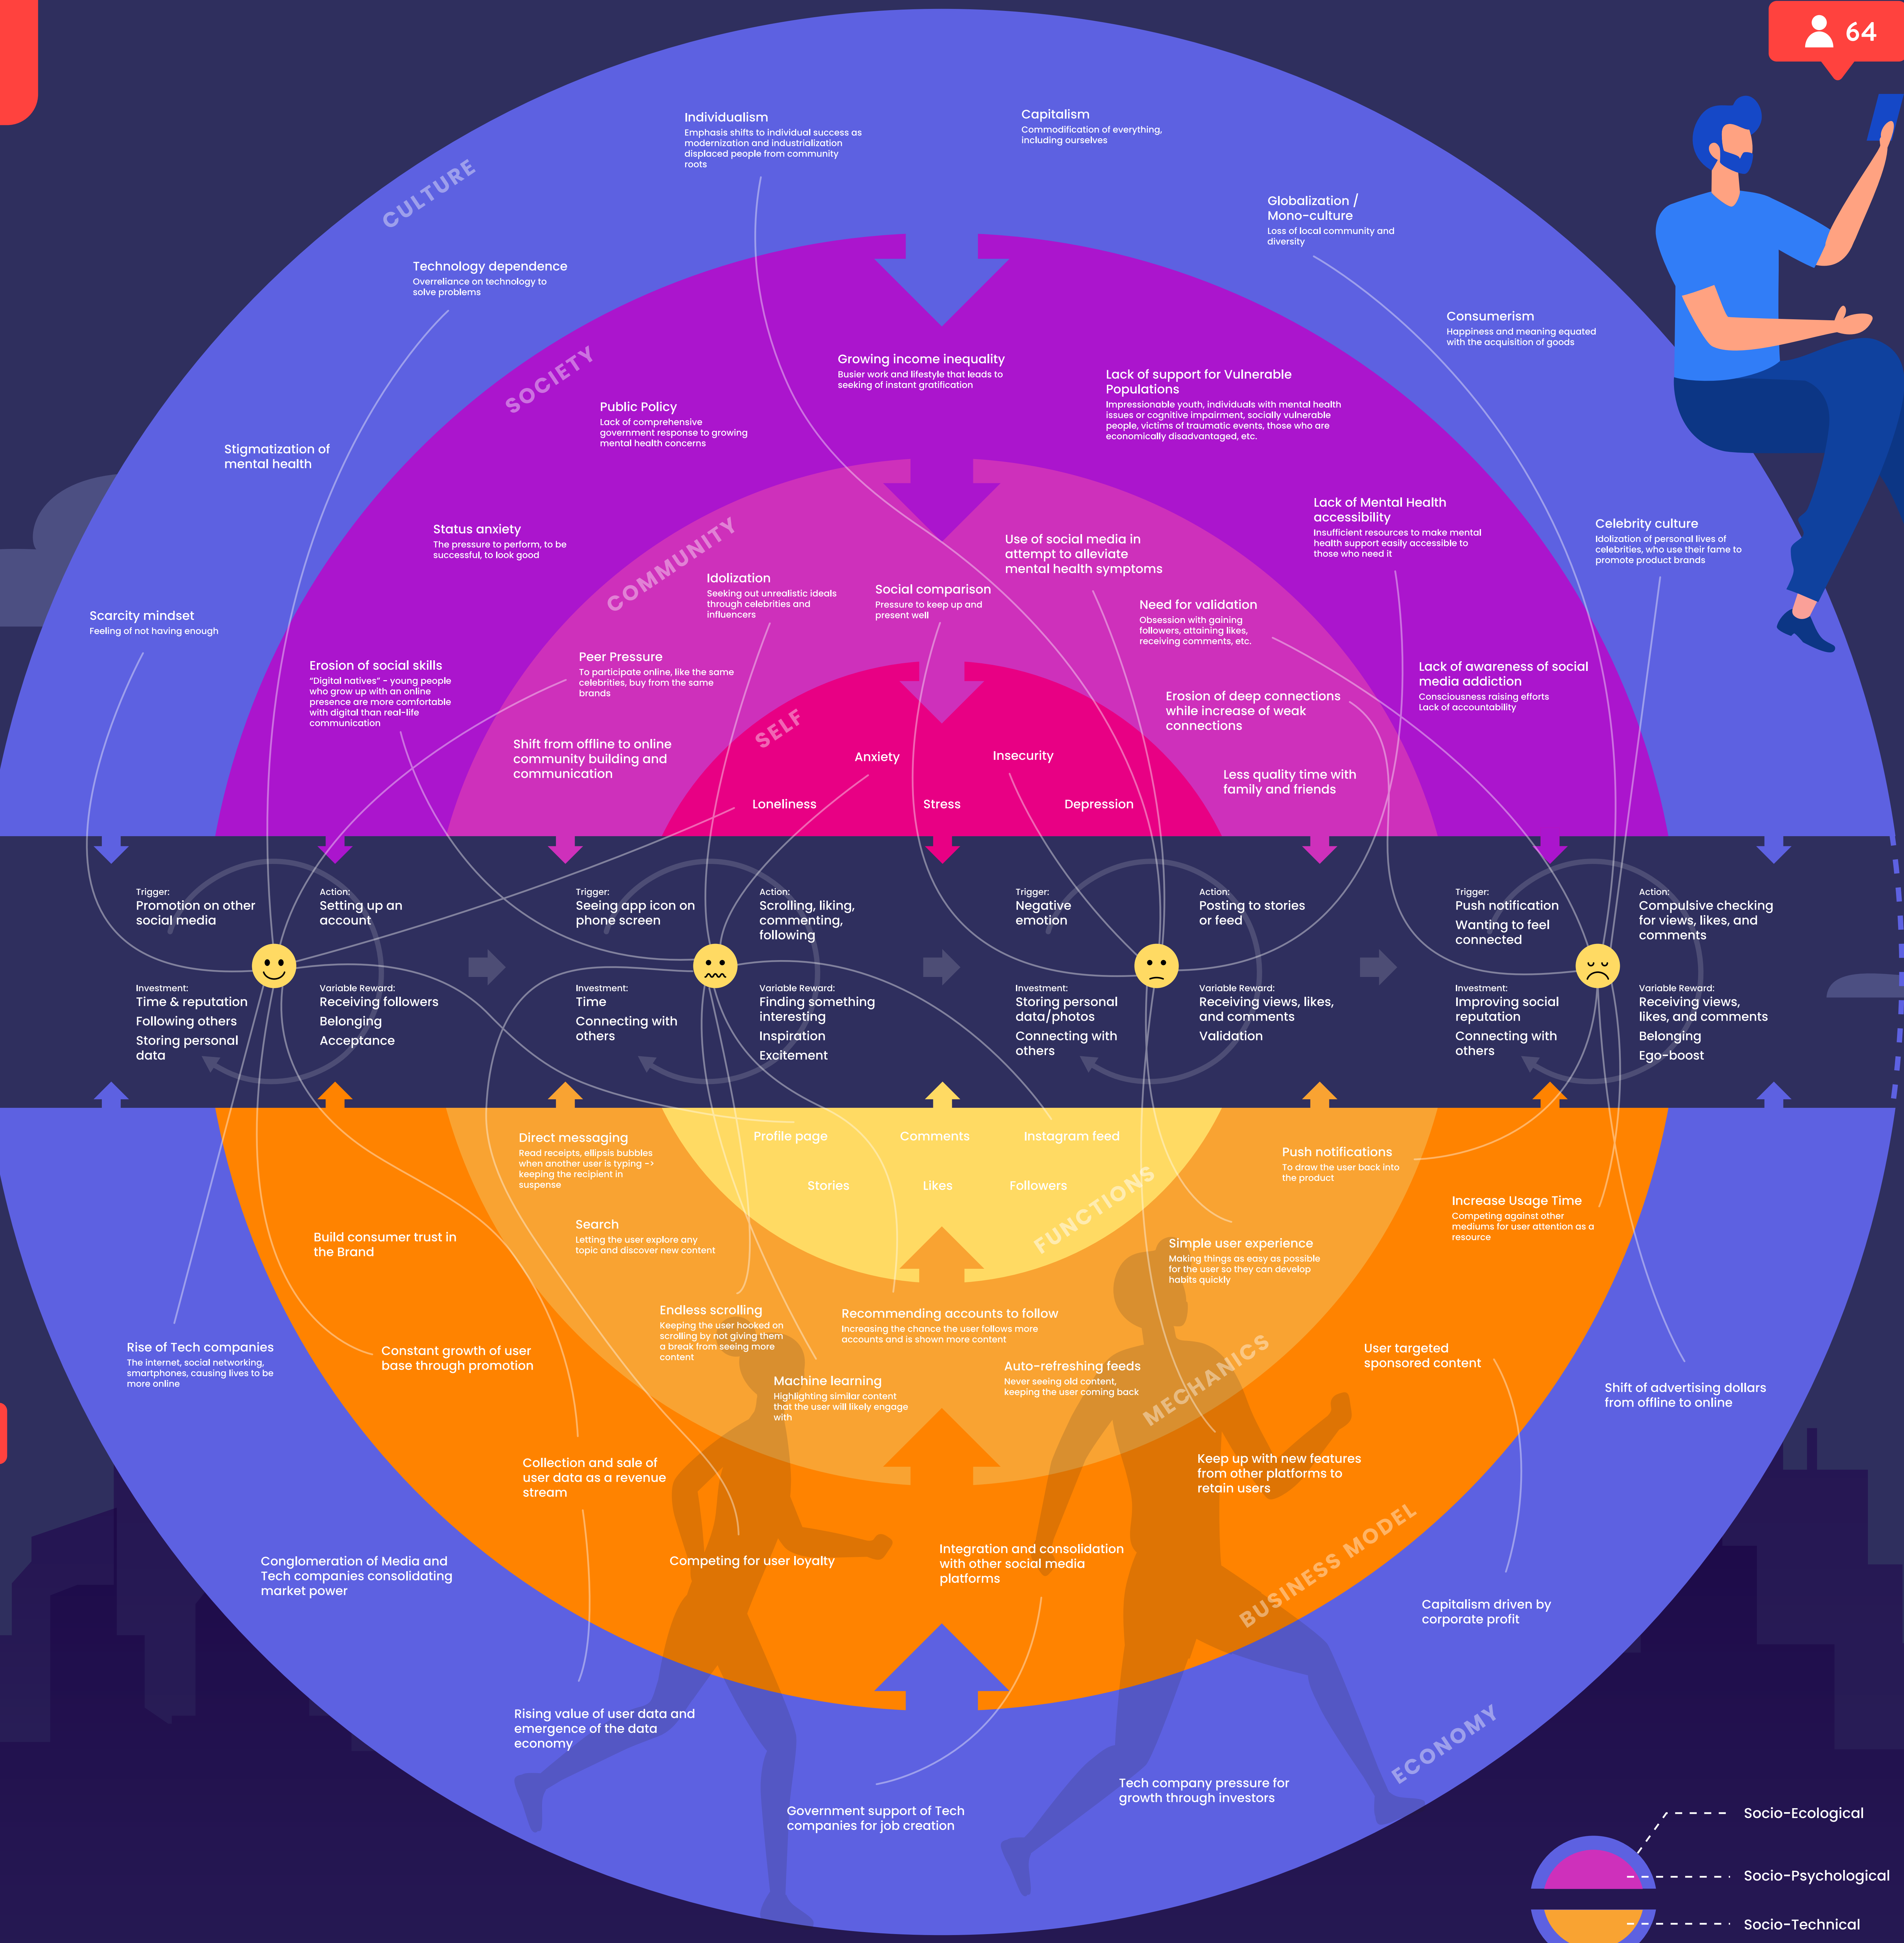 64
CULTURE
Individualism
Emphasis shifts to individual success as
modernization and industrialization
displaced people from community
roots
Capitalism
Commodification of everything,
including ourselves
Globalization /
Mono-culture
Loss of local community and
diversity
Technology dependence
Overreliance on technology to
solve problems
Consumerism
Happiness and meaning equated
with the acquisition of goods
Stigmatization of
mental health
Celebrity culture
Idolization of personal lives of
celebrities, who use their fame to
promote product brands
Scarcity mindset
Feeling of not having enough
SOCIETY
Growing income inequality
Busier work and lifestyle that leads to
seeking of instant gratification
Public Policy
Lack of comprehensive
government response to growing
mental health concerns
Lack of support for Vulnerable
Populations
Impressionable youth, individuals with mental health
issues or cognitive impairment, socially vulnerable
people, victims of traumatic events, those who are
economically disadvantaged, etc.
Status anxiety
The pressure to perform, to be
successful, to look good
Lack of Mental Health
accessibility
Insufficient resources to make mental
health support easily accessible to
those who need it
Erosion of social skills
“Digital natives” - young people
who grow up with an online
presence are more comfortable
with digital than real-life
communication
Lack of awareness of social
media addiction
Consciousness raising efforts
Lack of accountability
COMMUNITY
Use of social media in
attempt to alleviate
mental health symptoms
Idolization
Seeking out unrealistic ideals
through celebrities and
influencers
Social comparison
Pressure to keep up and
present well
Need for validation
Obsession with gaining
followers, attaining likes,
receiving comments, etc.
Peer Pressure
To participate online, like the same
celebrities, buy from the same
brands
Erosion of deep connections
while increase of weak
connections
Shift from offline to online
community building and
communication
Less quality time with
family and friends
SELF
Anxiety
Insecurity
Loneliness
Stress
Depression
Trigger:
Promotion on other
social media
Action:
Setting up an
account
Investment:
Time & reputation
Following others
Storing personal
data
Variable Reward:
Receiving followers
Belonging
Acceptance
Trigger:
Seeing app icon on
phone screen
Action:
Scrolling, liking,
commenting,
following
Investment:
Time
Connecting with
others
Variable Reward:
Finding something
interesting
Inspiration
Excitement
Trigger:
Negative
emotion
Action:
Posting to stories
or feed
Investment:
Storing personal
data/photos
Connecting with
others
Variable Reward:
Receiving views, likes,
and comments
Validation
Trigger:
Push notification
Wanting to feel
connected
Action:
Compulsive checking
for views, likes, and
comments
Investment:
Improving social
reputation
Connecting with
others
Variable Reward:
Receiving views,
likes, and comments
Belonging
Ego-boost
Profile page
Comments
Instagram feed
Stories
Likes
Followers
FUNCTIONS
Direct messaging
Read receipts, ellipsis bubbles
when another user is typing ->
keeping the recipient in
suspense
Push notifications
To draw the user back into
the product
Search
Letting the user explore any
topic and discover new content
Simple user experience
Making things as easy as possible
for the user so they can develop
habits quickly
Endless scrolling
Keeping the user hooked on
scrolling by not giving them
a break from seeing more
content
Recommending accounts to follow
Increasing the chance the user follows more
accounts and is shown more content
Machine learning
Highlighting similar content
that the user will likely engage
with
Auto-refreshing feeds
Never seeing old content,
keeping the user coming back
MECHANICS
Increase Usage Time
Competing against other
mediums for user attention as a
resource
Build consumer trust in
the Brand
Constant growth of user
base through promotion
User targeted
sponsored content
Collection and sale of
user data as a revenue
stream
Keep up with new features
from other platforms to
retain users
Competing for user loyalty
Integration and consolidation
with other social media
platforms
BUSINESS MODEL
Rise of Tech companies
The internet, social networking,
smartphones, causing lives to be
more online
Shift of advertising dollars
from offline to online
Conglomeration of Media and
Tech companies consolidating
market power
Capitalism driven by
corporate profit
Rising value of user data and
emergence of the data
economy
Tech company pressure for
growth through investors
Government support of Tech
companies for job creation
ECONOMY
Socio-Ecological
Socio-Psychological
Socio-Technical